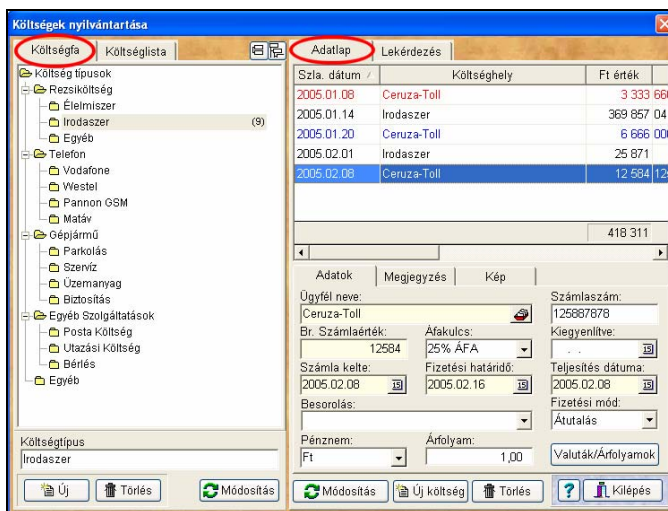 Költségek nyilvántartása
Költségfa
Költséglista
Adatlap
Lekérdezés
Költség típusok
Rezsiköltség
Élelmiszer
Irodaszer (9)
Egyéb
Telefon
Vodafone
Westel
Pannon GSM
Matáv
Gépjármű
Parkolás
Szervíz
Üzemanyag
Biztosítás
Egyéb Szolgáltatások
Posta Költség
Utazási Költség
Bérlés
Egyéb
Költségtípus
Irodaszer
Új
Törlés
Módosítás
Szla. dátum Költséghely Ft érték
2005.01.08 Ceruza-Toll 3 333 666
2005.01.14 Irodaszer 369 857 04
2005.01.20 Ceruza-Toll 6 666 000
2005.02.01 Irodaszer 25 871
2005.02.08 Ceruza-Toll 12 584 12
418 311
Adatok
Megjegyzés
Kép
Ügyfél neve: Számlaszám:
Ceruza-Toll 125887878
Br. Számlaérték: Áfakulcs: Kiegyenlítve:
12584 25% ÁFA . .
Számla kelte: Fizetési határidő: Teljesítés dátuma:
2005.02.08 2005.02.16 2005.02.08
Besorolás: Fizetési mód:
Átutalás
Pénznem: Árfolyam:
Ft 1,00 Valuták/Árfolyamok
Módosítás
Új költség
Törlés
?
Kilépés